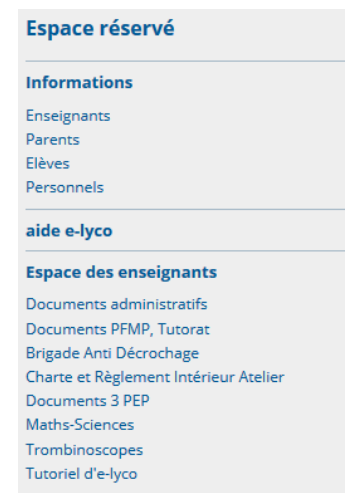 Espace réservé
Informations
Enseignants
Parents
Elèves
Personnels
aide e-lyco
Espace des enseignants
Documents administratifs
Documents PFMP, Tutorat
Brigade Anti Décrochage
Charte et Règlement Intérieur Atelier
Documents 3 PEP
Maths-Sciences
Trombinoscopes
Tutoriel d'e-lyco